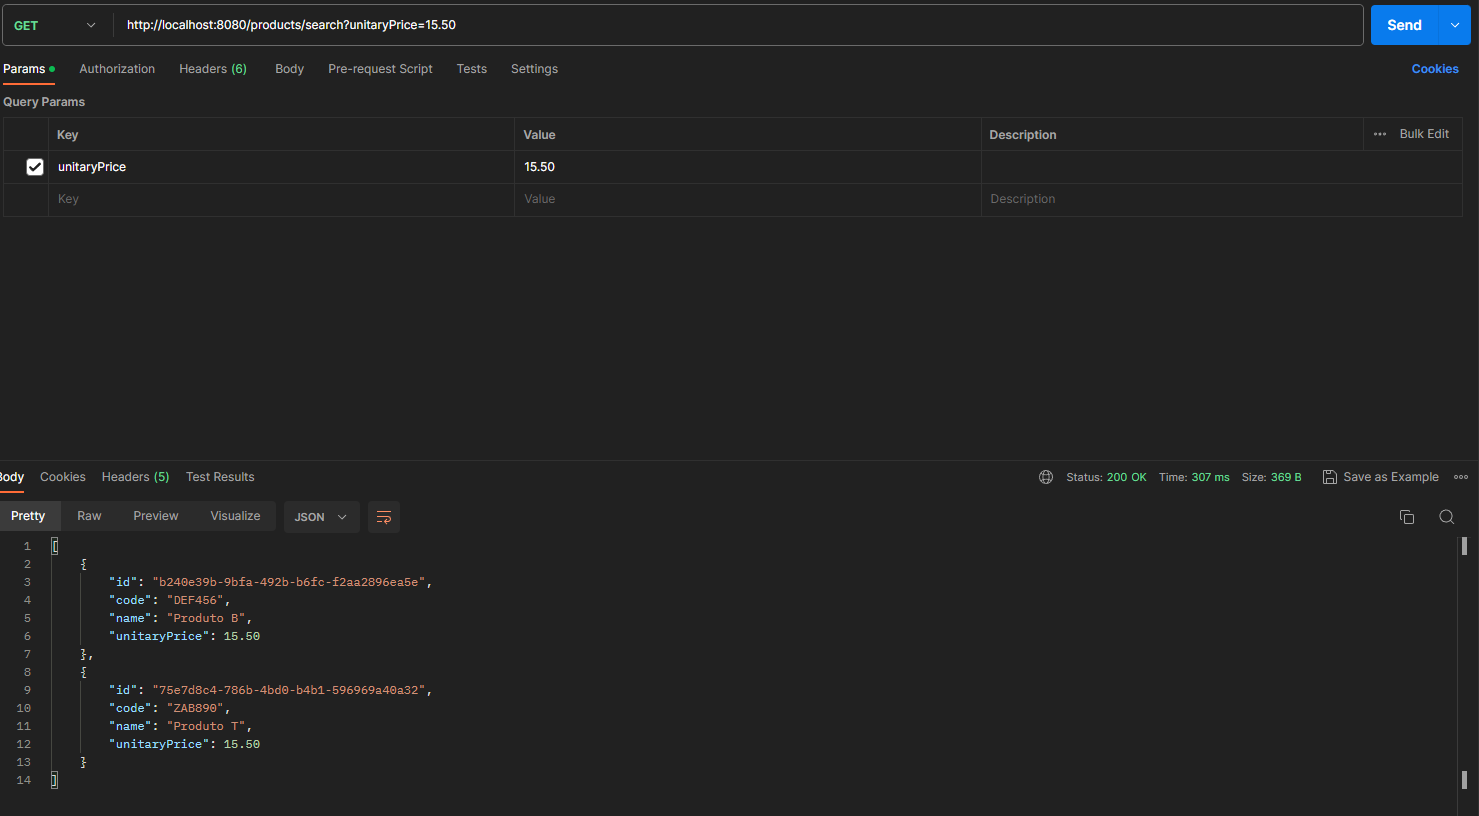 GET http://localhost:8080/products/search?unitaryPrice=15.50 Send
Params Authorization Headers (6) Body Pre-request Script Tests Settings Cookies
Query Params
Key Value Description ••• Bulk Edit
unitaryPrice 15.50
Key Value Description
Body Cookies Headers (5) Test Results Status: 200 OK Time: 307 ms Size: 369 B Save as Example
Pretty Raw Preview Visualize JSON
1 [
2 {
3 "id": "b240e39b-9bfa-492b-b6fc-f2aa2896ea5e",
4 "code": "DEF456",
5 "name": "Produto B",
6 "unitaryPrice": 15.50
7 },
8 {
9 "id": "75e7d8c4-786b-4bd0-b4b1-596969a40a32",
10 "code": "ZAB890",
11 "name": "Produto T",
12 "unitaryPrice": 15.50
13 }
14 ]